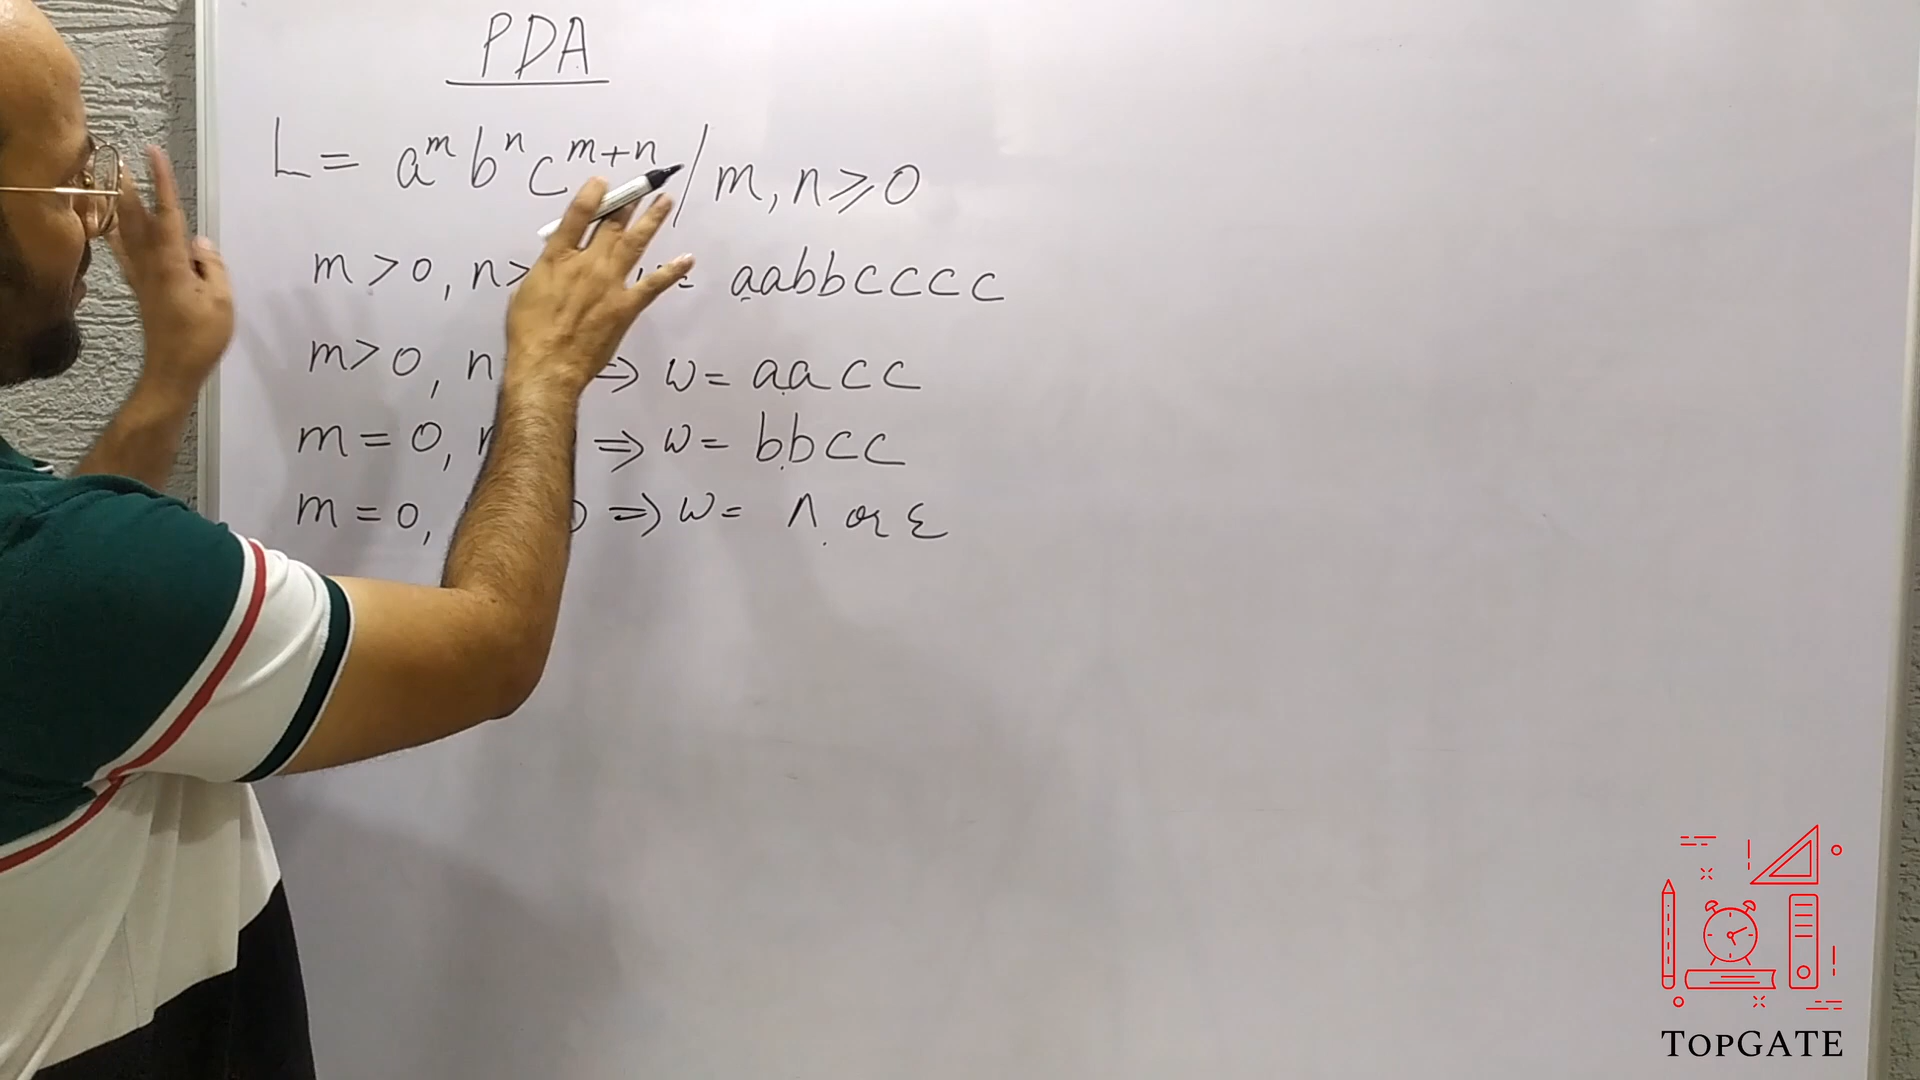 PDA
L = a^m b^n c^{m+n} / m, n ≥ 0
m > 0, n > = aabbcccc
m > 0, n ⇒ w = aacc
m = 0, ⇒ w = bbcc
m = 0, ⇒ w = ∧ or ε
TOPGATE